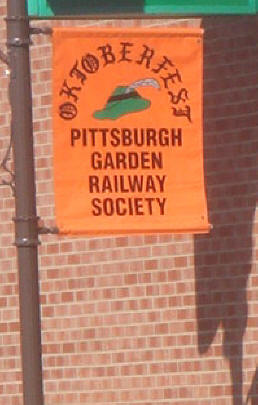 OKTOBERFEST
PITTSBURGH
GARDEN
RAILWAY
SOCIETY